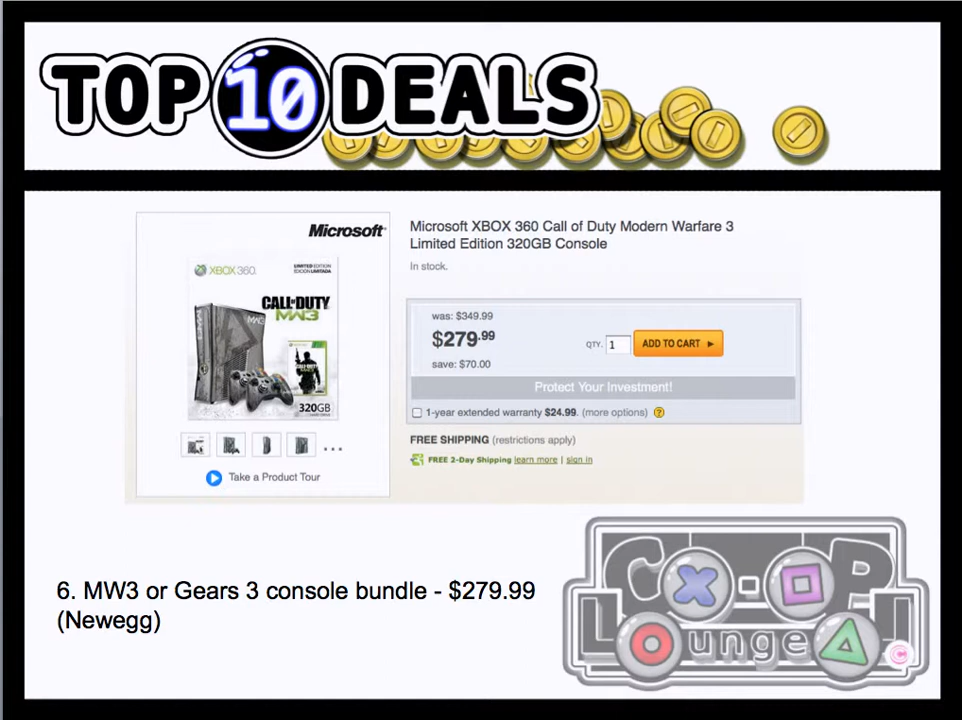 TOP 10 DEALS
Microsoft
XBOX 360.
LIMITED EDITION
EDICIÓN LIMITADA
CALL OF DUTY
MW3
MW3
320GB
Take a Product Tour
Microsoft XBOX 360 Call of Duty Modern Warfare 3
Limited Edition 320GB Console
In stock.
was: $349.99
$279.99
save: $70.00
QTY. 1 ADD TO CART
Protect Your Investment!
1-year extended warranty $24.99. (more options) ?
FREE SHIPPING (restrictions apply)
FREE 2-Day Shipping learn more | sign in
6. MW3 or Gears 3 console bundle - $279.99
(Newegg)
CX-OP
LOunge